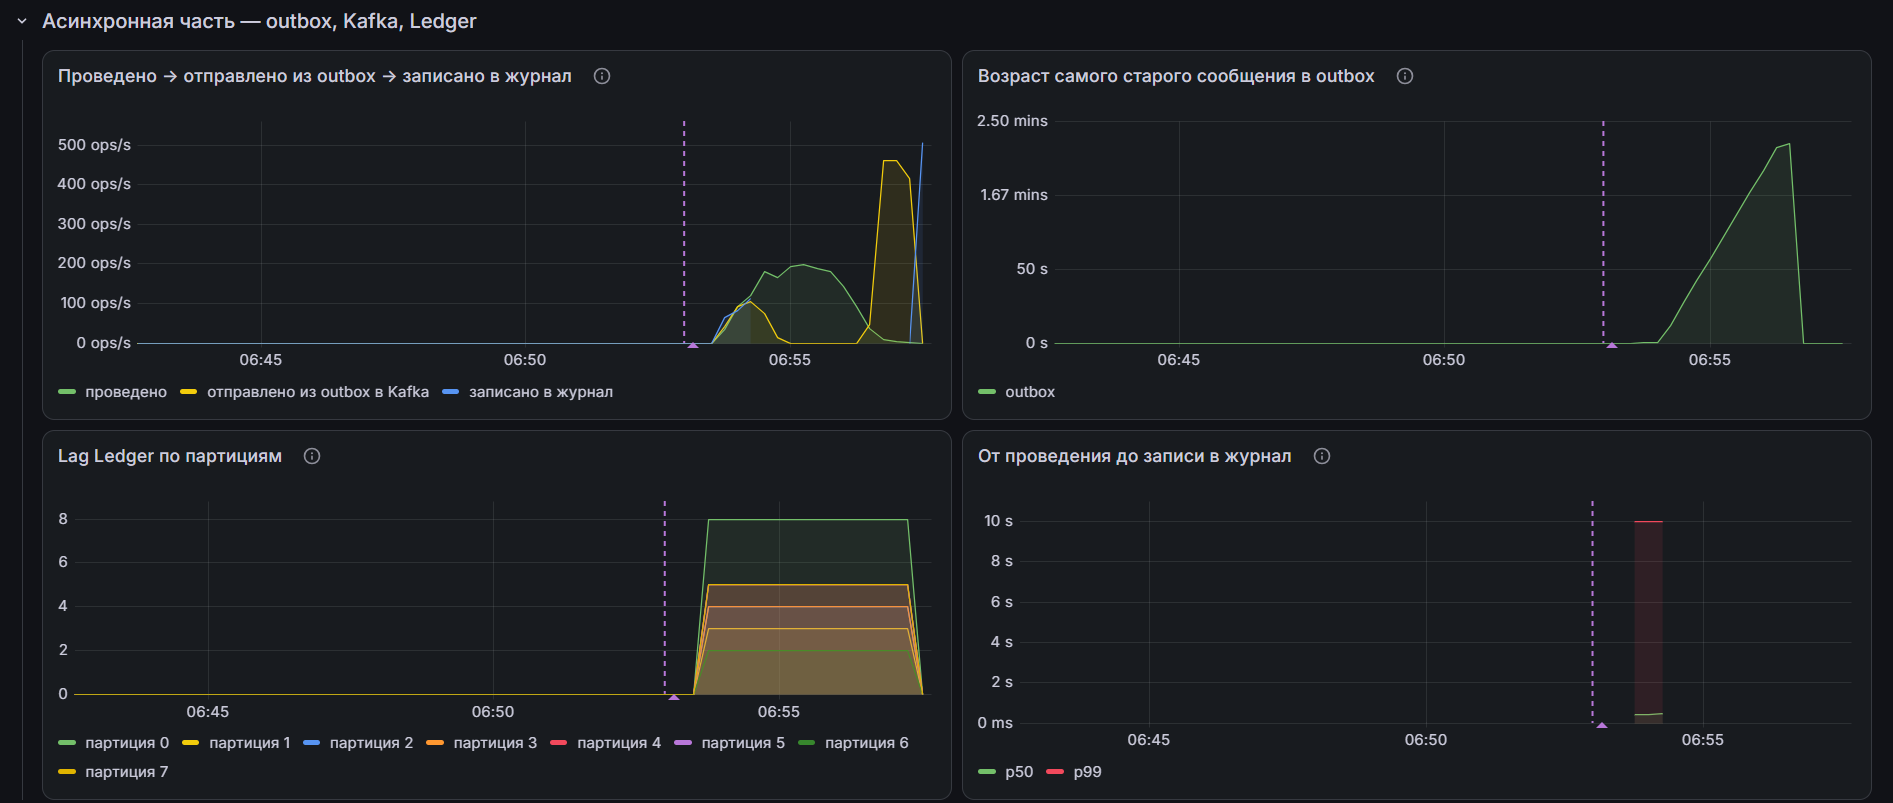 Асинхронная часть — outbox, Kafka, Ledger
Проведено → отправлено из outbox → записано в журнал
500 ops/s
400 ops/s
300 ops/s
200 ops/s
100 ops/s
0 ops/s
06:45 06:50 06:55
проведено отправлено из outbox в Kafka записано в журнал
Возраст самого старого сообщения в outbox
2.50 mins
1.67 mins
50 s
0 s
06:45 06:50 06:55
outbox
Lag Ledger по партициям
8
6
4
2
0
06:45 06:50 06:55
партиция 0 партиция 1 партиция 2 партиция 3 партиция 4 партиция 5 партиция 6
партиция 7
От проведения до записи в журнал
10 s
8 s
6 s
4 s
2 s
0 ms
06:45 06:50 06:55
p50 p99